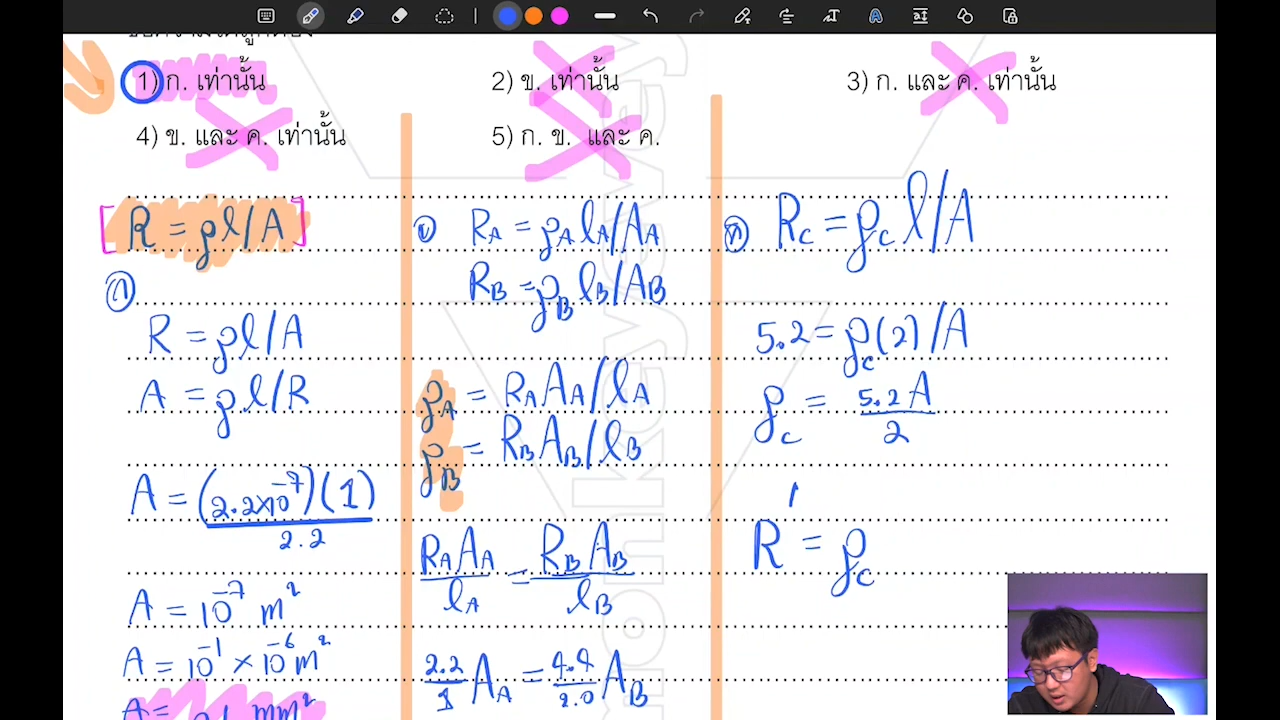 1) ก. เท่านั้น
2) ข. เท่านั้น
3) ก. และ ค. เท่านั้น
4) ข. และ ค. เท่านั้น
5) ก. ข. และ ค.
[R = ρl/A]
ก
R = ρl/A
A = ρl/R
A = (2.2×10⁻⁷)(1)
2.2
A = 10⁻⁷ m²
A = 10⁻¹ × 10⁻⁶ m²
A = 0.1 mm²
ข
R_A = ρ_A l_A/A_A
R_B = ρ_B l_B/A_B
ρ_A = R_A A_A/l_A
ρ_B = R_B A_B/l_B
R_A A_A / l_A = R_B A_B / l_B
2.2/1 A_A = 4.4/2.0 A_B
ค
R_C = ρ_C l/A
5.2 = ρ_C (2)/A
ρ_C = 5.2 A / 2
R' = ρ_C